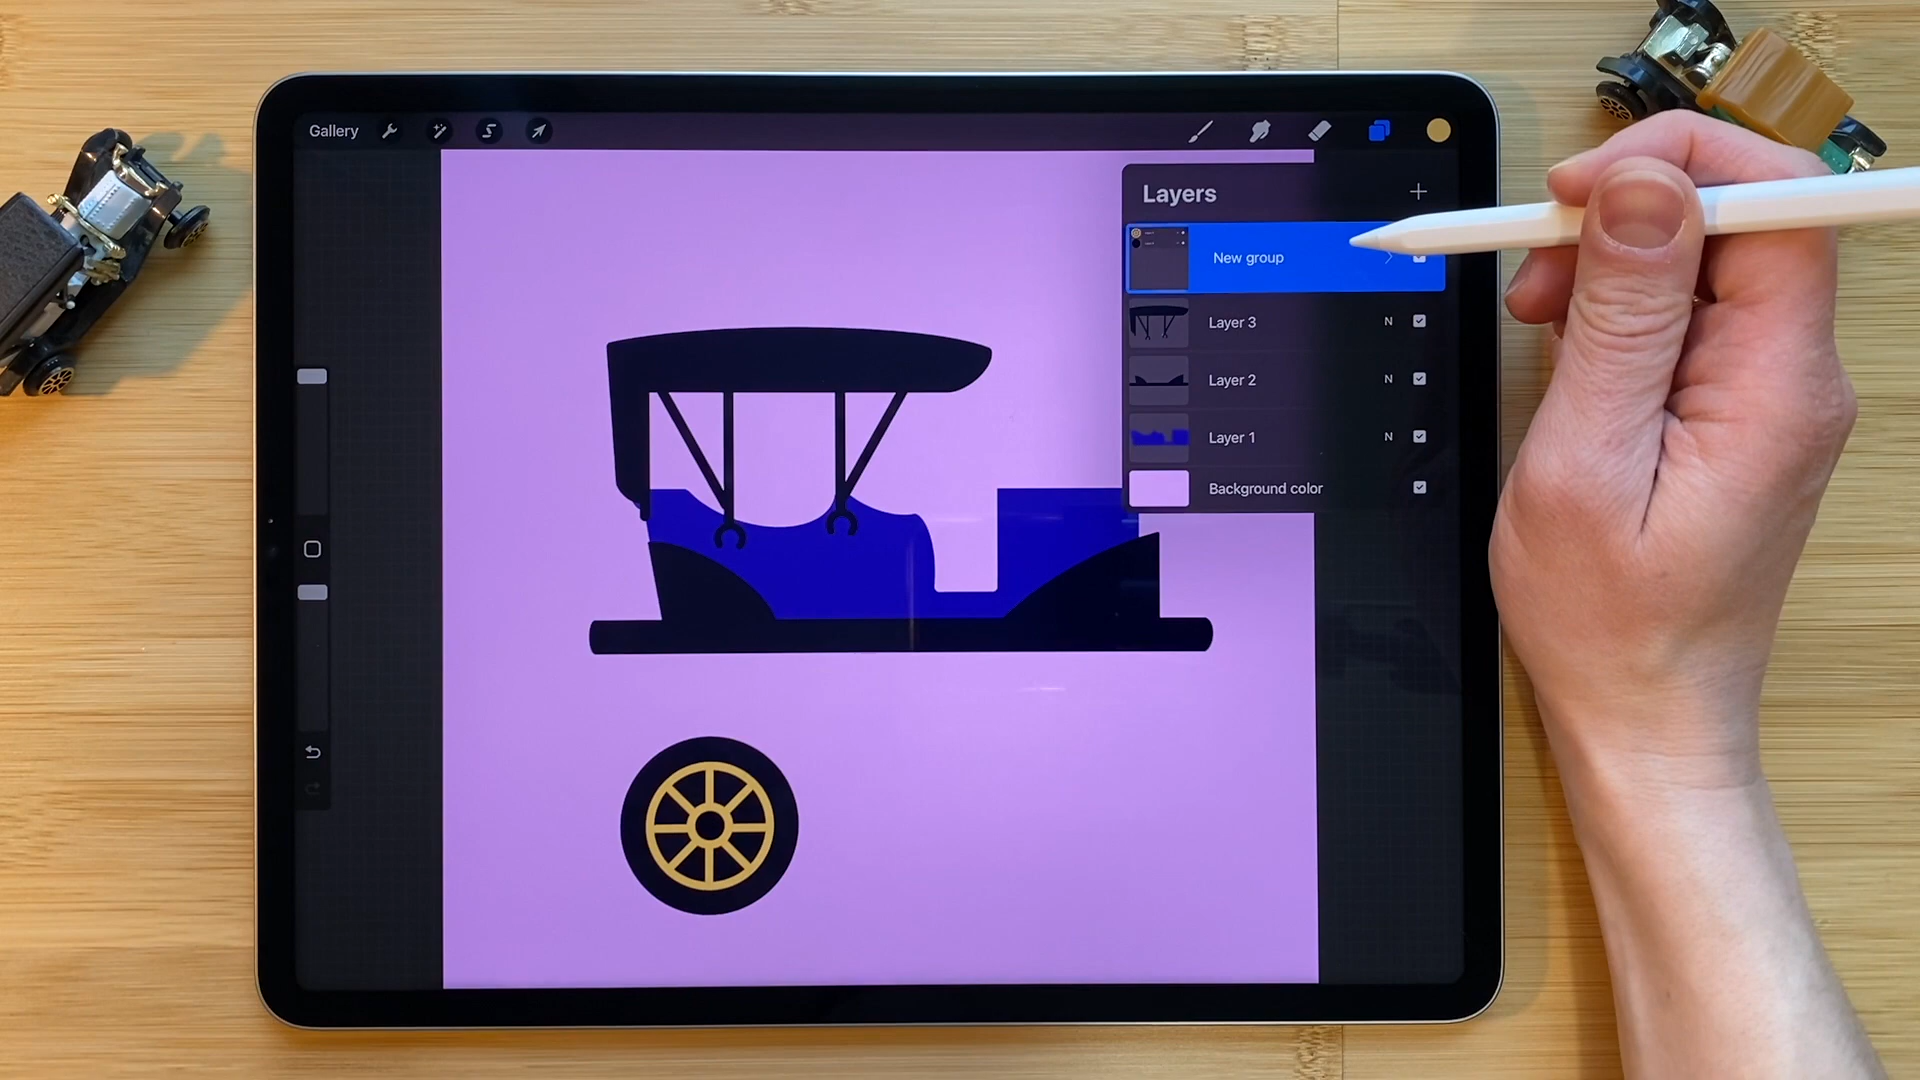 Gallery
Layers
New group
Layer 3 N
Layer 2 N
Layer 1 N
Background color